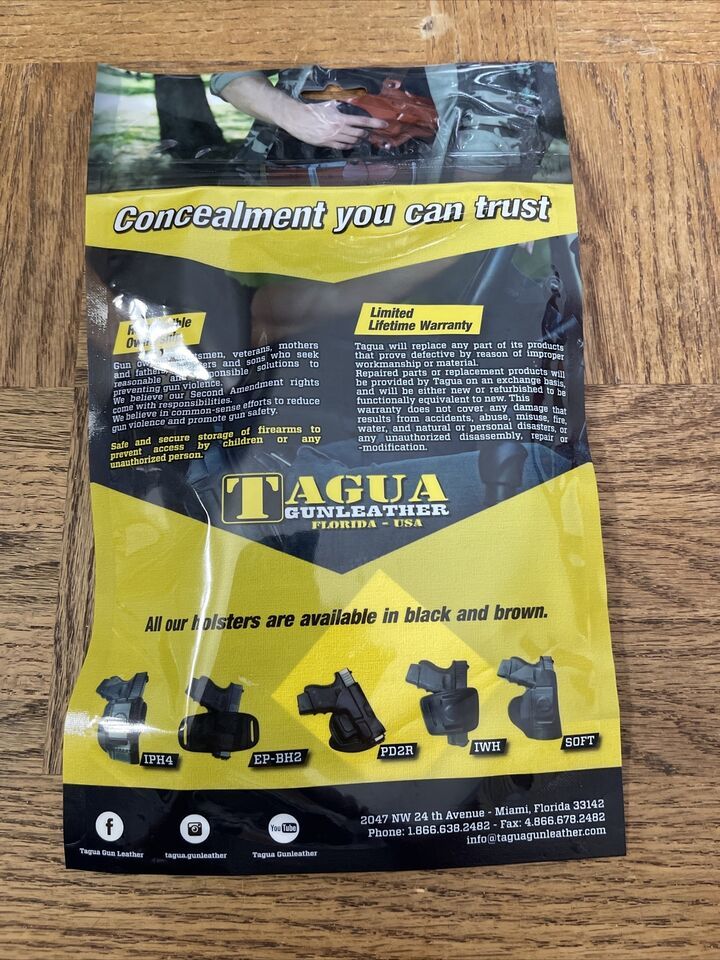 Concealment you can trust
Limited
Lifetime Warranty
Gun tsmen, veterans, mothers
and fathers, ers and sons who seek
reasonable and responsible solutions to
preventing gun violence.
We believe our Second Amendment rights
come with responsibilities.
We believe in common-sense efforts to reduce
gun violence and promote gun safety.
Safe and secure storage of firearms to
prevent access by children or any
unauthorized person.
Tagua will replace any part of its products
that prove defective by reason of improper
workmanship or material.
Repaired parts or replacement products will
be provided by Tagua on an exchange basis,
and will be either new or refurbished to be
functionally equivalent to new. This
warranty does not cover any damage that
results from accidents, abuse, misuse, fire,
water, and natural or personal disasters, or
any unauthorized disassembly, repair or
-modification.
TAGUA
GUNLEATHER
FLORIDA - USA
All our holsters are available in black and brown.
IPH4
EP-BH2
PD2R
IWH
SOFT
f
You Tube
Tagua Gun Leather
tagua.gunleather
Tagua Gunleather
2047 NW 24 th Avenue - Miami, Florida 33142
Phone: 1.866.638.2482 - Fax: 4.866.678.2482
info@taguagunleather.com